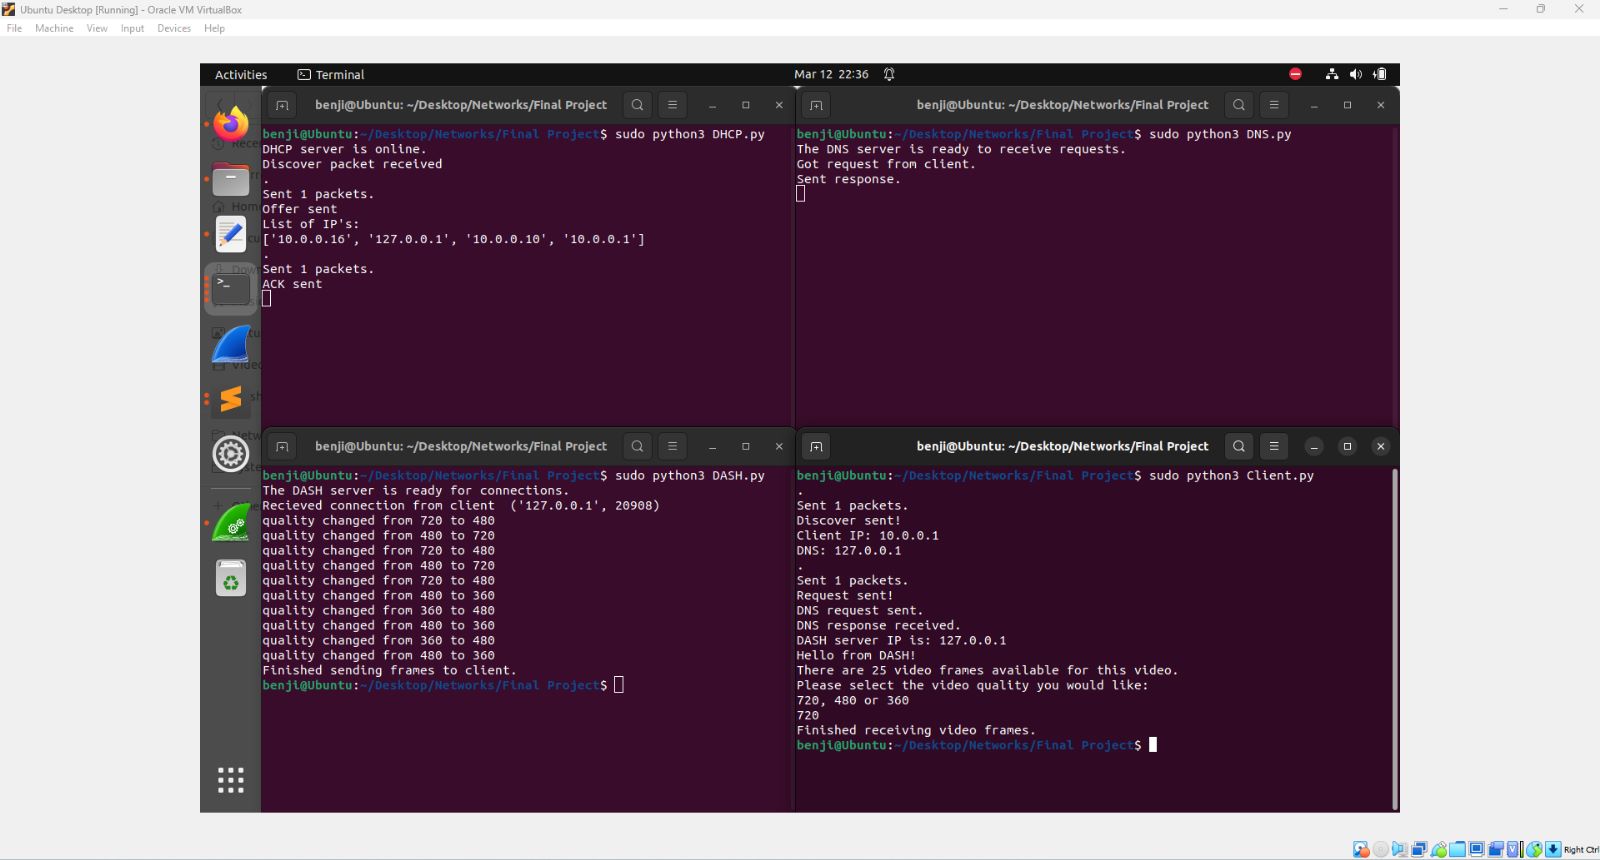 Ubuntu Desktop [Running] - Oracle VM VirtualBox
File Machine View Input Devices Help
Activities Terminal Mar 12 22:36
benji@Ubuntu: ~/Desktop/Networks/Final Project
benji@Ubuntu:~/Desktop/Networks/Final Project$ sudo python3 DHCP.py
DHCP server is online.
Discover packet received
.
Sent 1 packets.
Offer sent
List of IP's:
['10.0.0.16', '127.0.0.1', '10.0.0.10', '10.0.0.1']
.
Sent 1 packets.
ACK sent
benji@Ubuntu: ~/Desktop/Networks/Final Project
benji@Ubuntu:~/Desktop/Networks/Final Project$ sudo python3 DNS.py
The DNS server is ready to receive requests.
Got request from client.
Sent response.
benji@Ubuntu: ~/Desktop/Networks/Final Project
benji@Ubuntu:~/Desktop/Networks/Final Project$ sudo python3 DASH.py
The DASH server is ready for connections.
Recieved connection from client  ('127.0.0.1', 20908)
quality changed from 720 to 480
quality changed from 480 to 720
quality changed from 720 to 480
quality changed from 480 to 720
quality changed from 720 to 480
quality changed from 480 to 360
quality changed from 360 to 480
quality changed from 480 to 360
quality changed from 360 to 480
quality changed from 480 to 360
Finished sending frames to client.
benji@Ubuntu:~/Desktop/Networks/Final Project$
benji@Ubuntu: ~/Desktop/Networks/Final Project
benji@Ubuntu:~/Desktop/Networks/Final Project$ sudo python3 Client.py
.
Sent 1 packets.
Discover sent!
Client IP: 10.0.0.1
DNS: 127.0.0.1
.
Sent 1 packets.
Request sent!
DNS request sent.
DNS response received.
DASH server IP is: 127.0.0.1
Hello from DASH!
There are 25 video frames available for this video.
Please select the video quality you would like:
720, 480 or 360
720
Finished receiving video frames.
benji@Ubuntu:~/Desktop/Networks/Final Project$
Right Ctrl